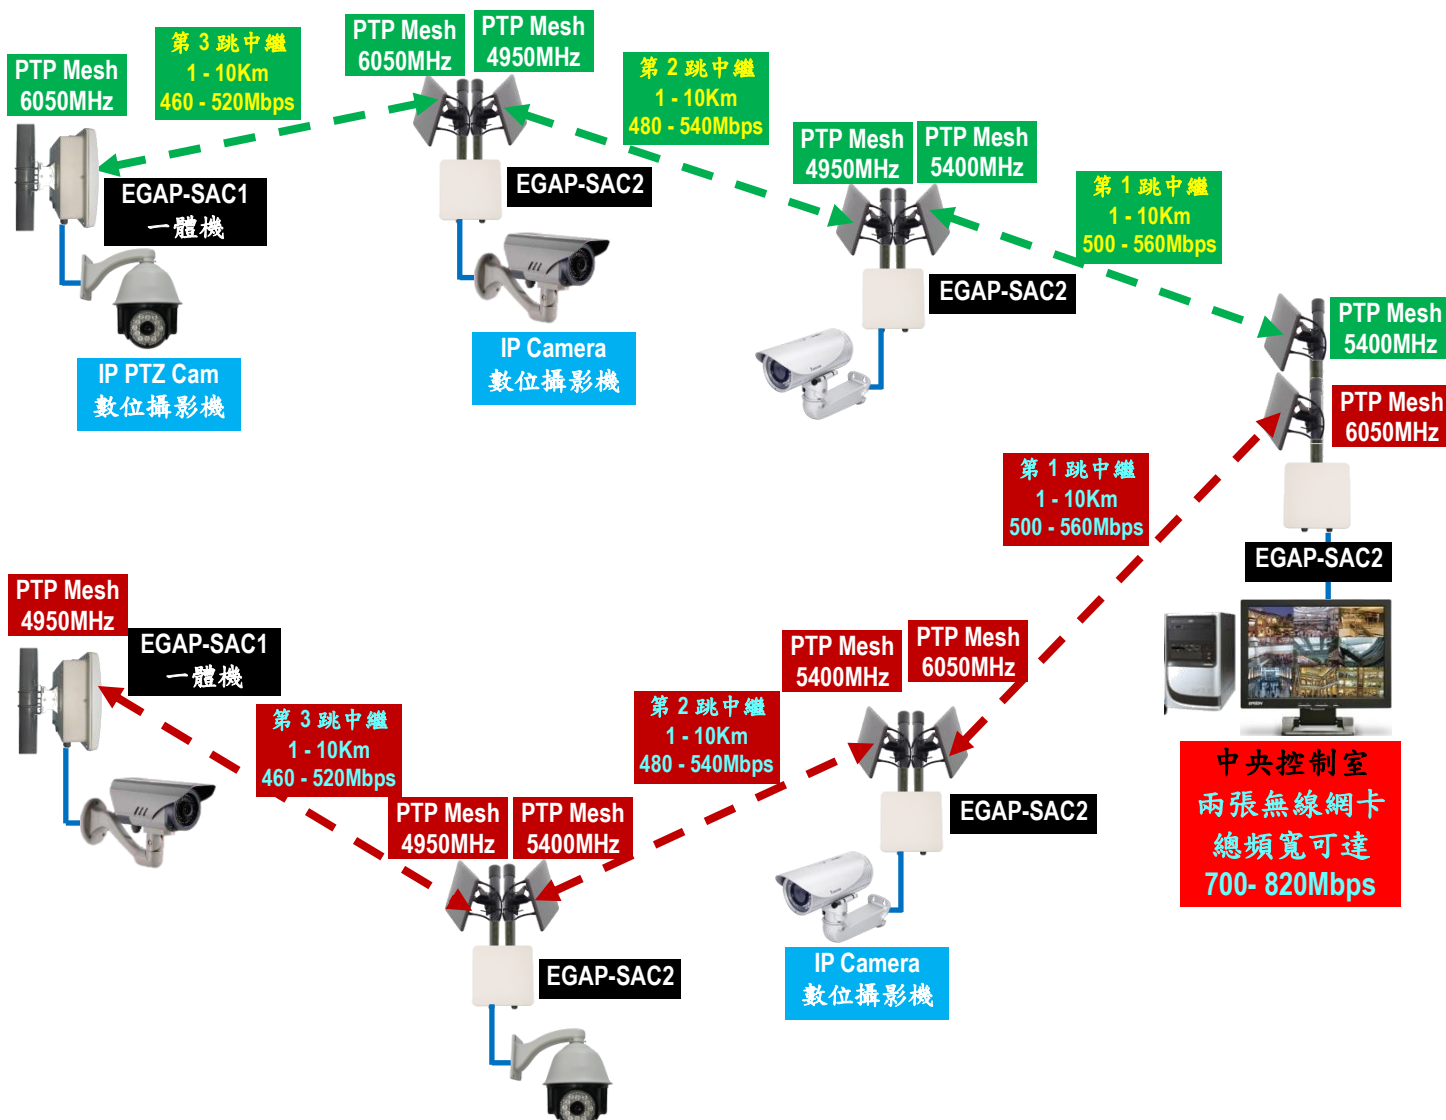 PTP Mesh
6050MHz
第 3 跳中繼
1 - 10Km
460 - 520Mbps
PTP Mesh
6050MHz
PTP Mesh
4950MHz
第 2 跳中繼
1 - 10Km
480 - 540Mbps
PTP Mesh
4950MHz
PTP Mesh
5400MHz
第 1 跳中繼
1 - 10Km
500 - 560Mbps
EGAP-SAC1
一體機
EGAP-SAC2
EGAP-SAC2
PTP Mesh
5400MHz
IP PTZ Cam
數位攝影機
IP Camera
數位攝影機
PTP Mesh
6050MHz
第 1 跳中繼
1 - 10Km
500 - 560Mbps
EGAP-SAC2
PTP Mesh
4950MHz
EGAP-SAC1
一體機
第 3 跳中繼
1 - 10Km
460 - 520Mbps
第 2 跳中繼
1 - 10Km
480 - 540Mbps
PTP Mesh
5400MHz
PTP Mesh
6050MHz
PTP Mesh
4950MHz
PTP Mesh
5400MHz
EGAP-SAC2
中央控制室
兩張無線網卡
總頻寬可達
700- 820Mbps
EGAP-SAC2
IP Camera
數位攝影機